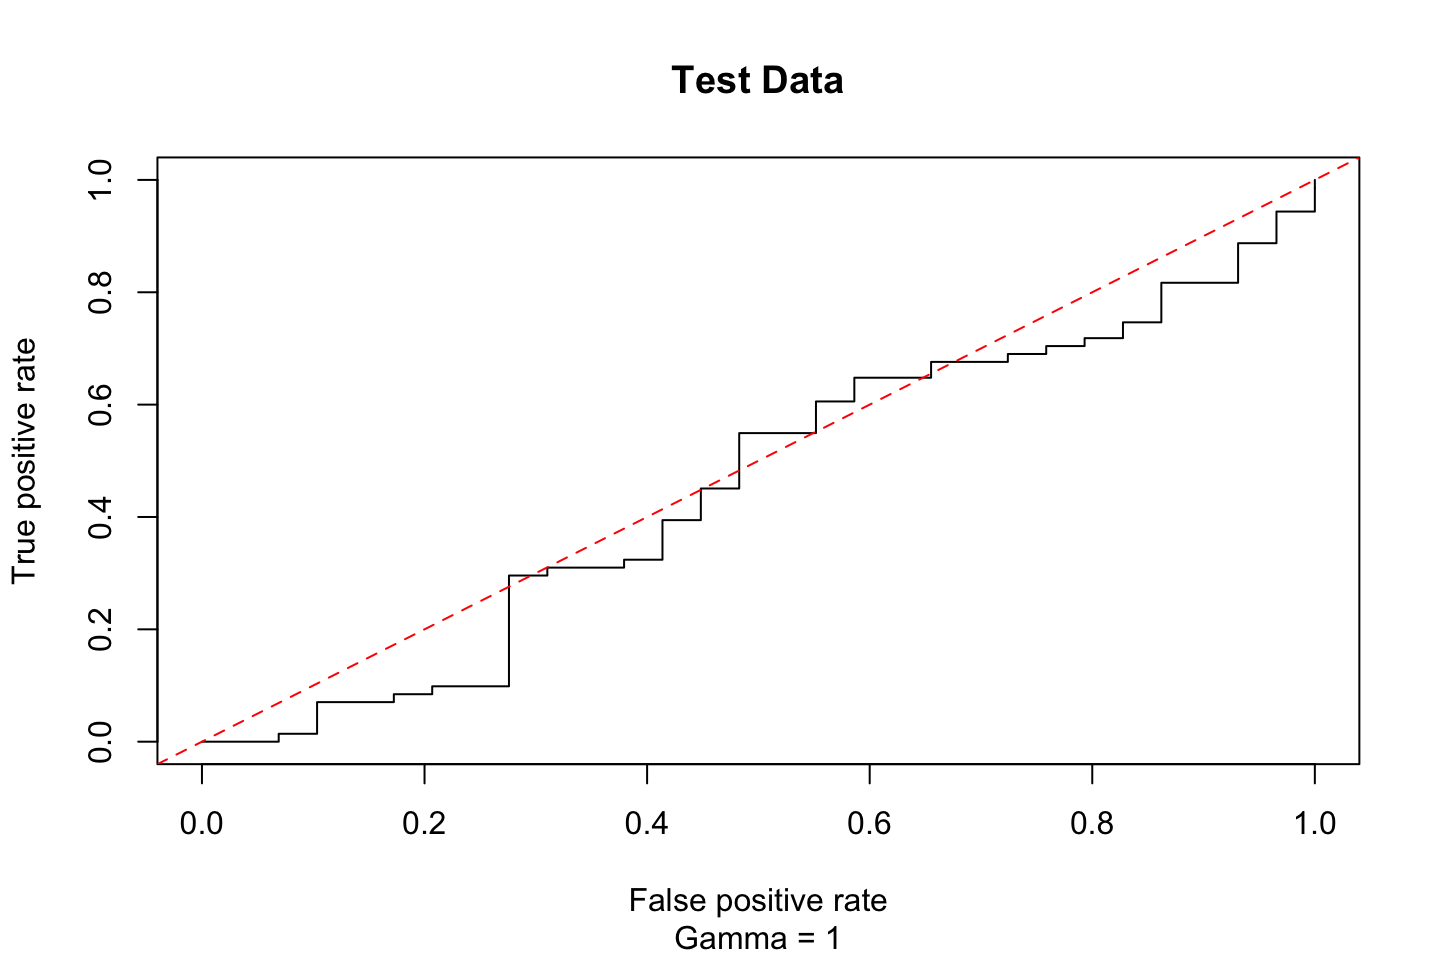 Test Data
True positive rate
1.0
0.8
0.6
0.4
0.2
0.0
0.0 0.2 0.4 0.6 0.8 1.0
False positive rate
Gamma = 1